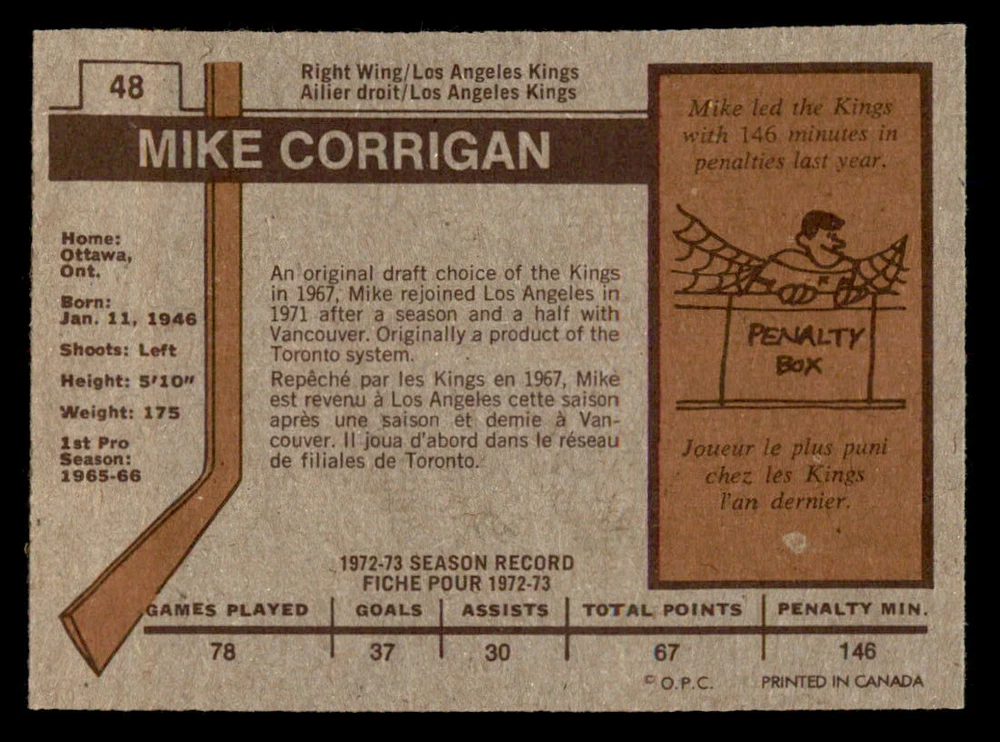 48
Right Wing/Los Angeles Kings
Ailier droit/Los Angeles Kings
MIKE CORRIGAN
Home:
Ottawa,
Ont.
Born:
Jan. 11, 1946
Shoots: Left
Height: 5'10"
Weight: 175
1st Pro
Season:
1965-66
An original draft choice of the Kings
in 1967, Mike rejoined Los Angeles in
1971 after a season and a half with
Vancouver. Originally a product of the
Toronto system.
Repêché par les Kings en 1967, Mike
est revenu à Los Angeles cette saison
après une saison et demie à Van-
couver. Il joua d'abord dans le réseau
de filiales de Toronto.
Mike led the Kings
with 146 minutes in
penalties last year.
PENALTY
BOX
Joueur le plus puni
chez les Kings
l'an dernier.
1972-73 SEASON RECORD
FICHE POUR 1972-73
GAMES PLAYED GOALS ASSISTS TOTAL POINTS PENALTY MIN.
78 37 30 67 146
© O.P.C. PRINTED IN CANADA